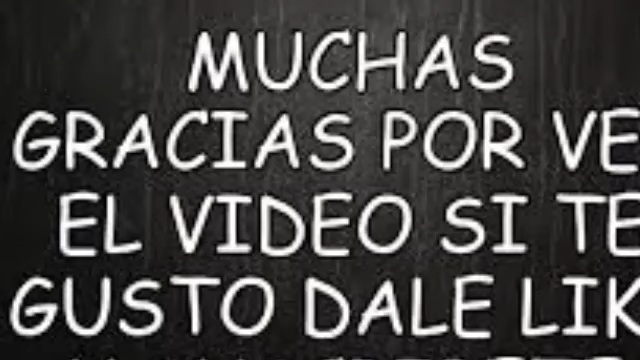 MUCHAS
GRACIAS POR VE
EL VIDEO SI TE
GUSTO DALE LIK